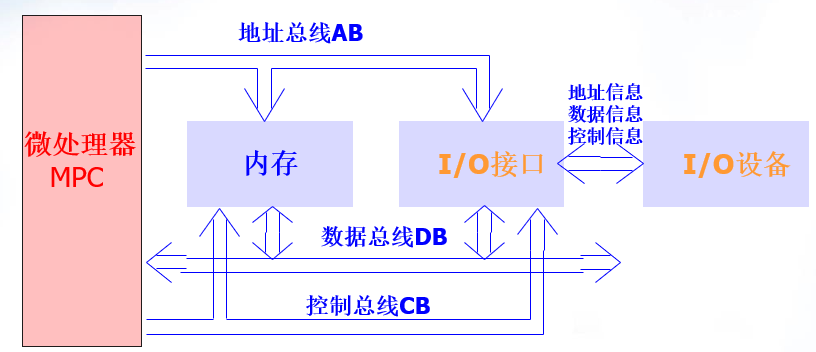 地址总线AB
地址信息
数据信息
控制信息
微处理器
MPC
内存
I/O接口
I/O设备
数据总线DB
控制总线CB